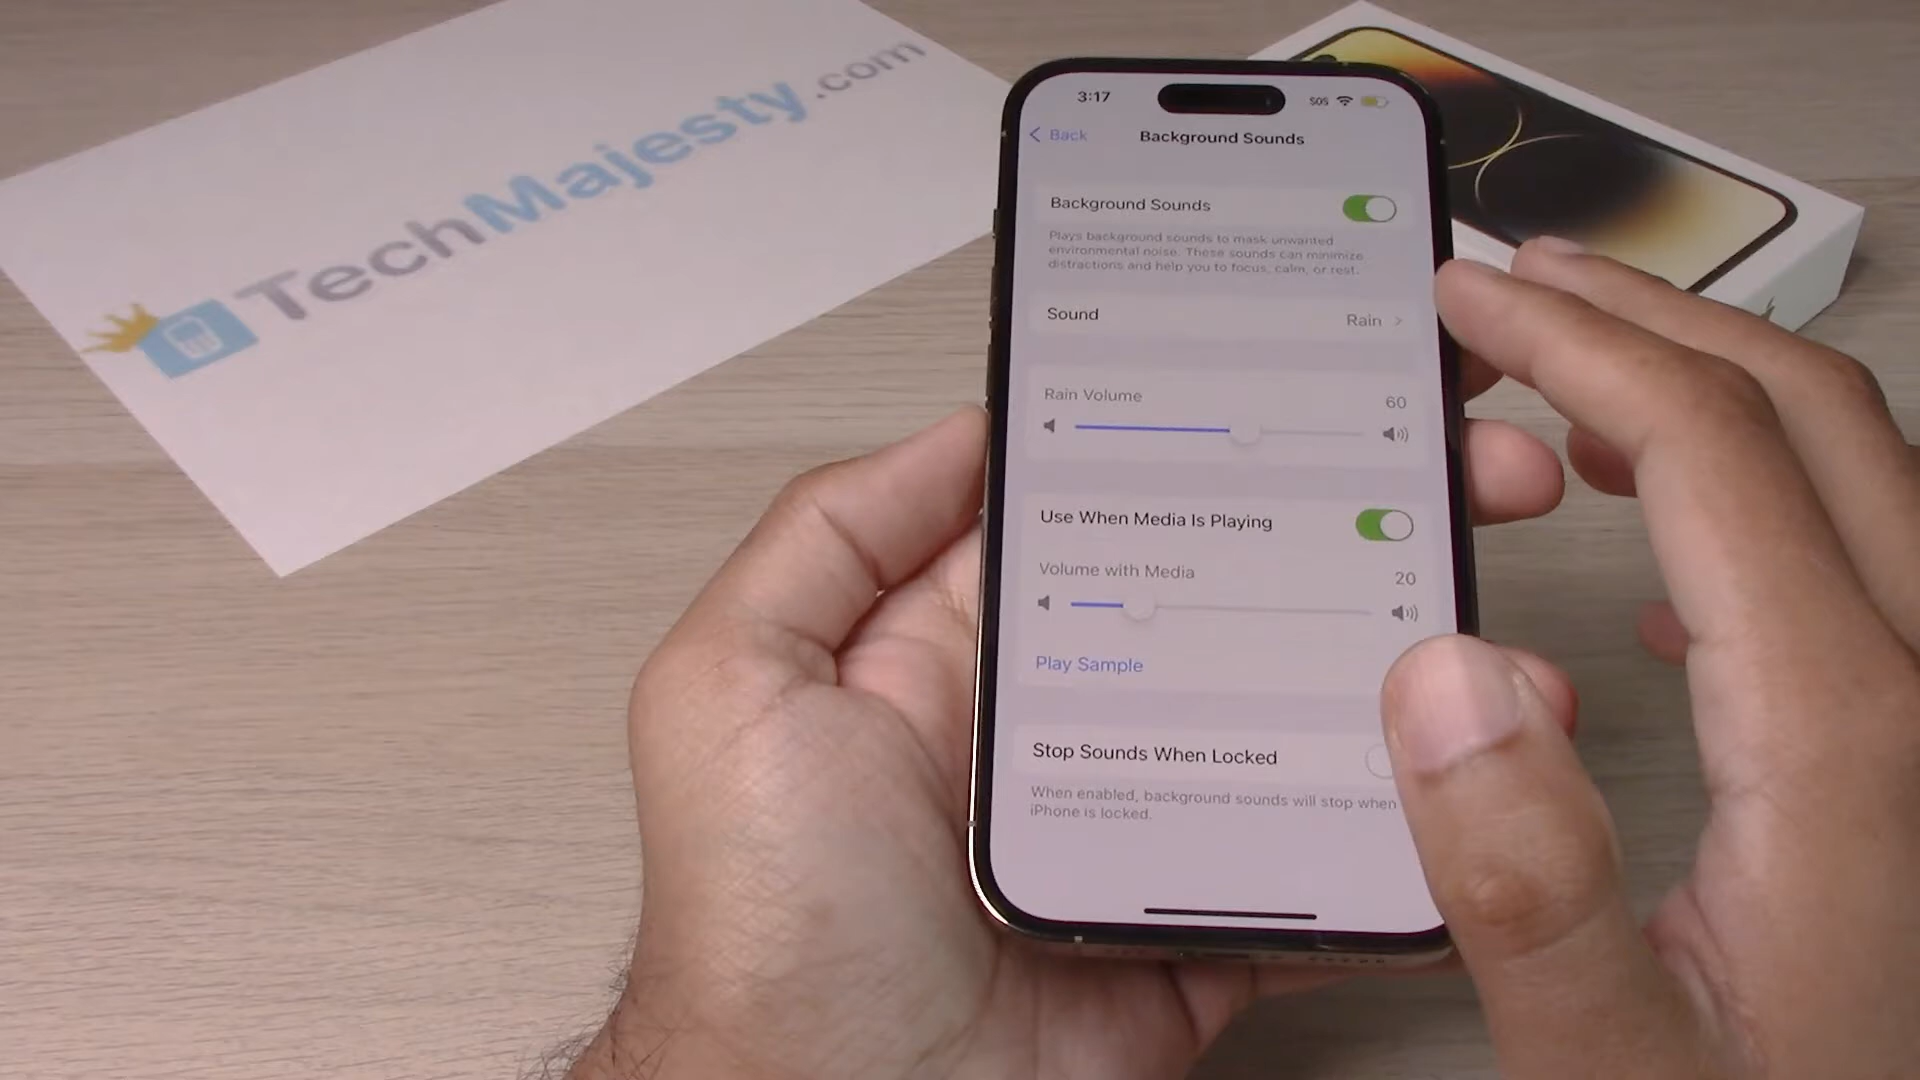 TechMajesty.com
3:17
SOS
Back
Background Sounds
Background Sounds
Plays background sounds to mask unwanted
environmental noise. These sounds can minimize
distractions and help you to focus, calm, or rest.
Sound
Rain
Rain Volume
60
Use When Media Is Playing
Volume with Media
20
Play Sample
Stop Sounds When Locked
When enabled, background sounds will stop when
iPhone is locked.